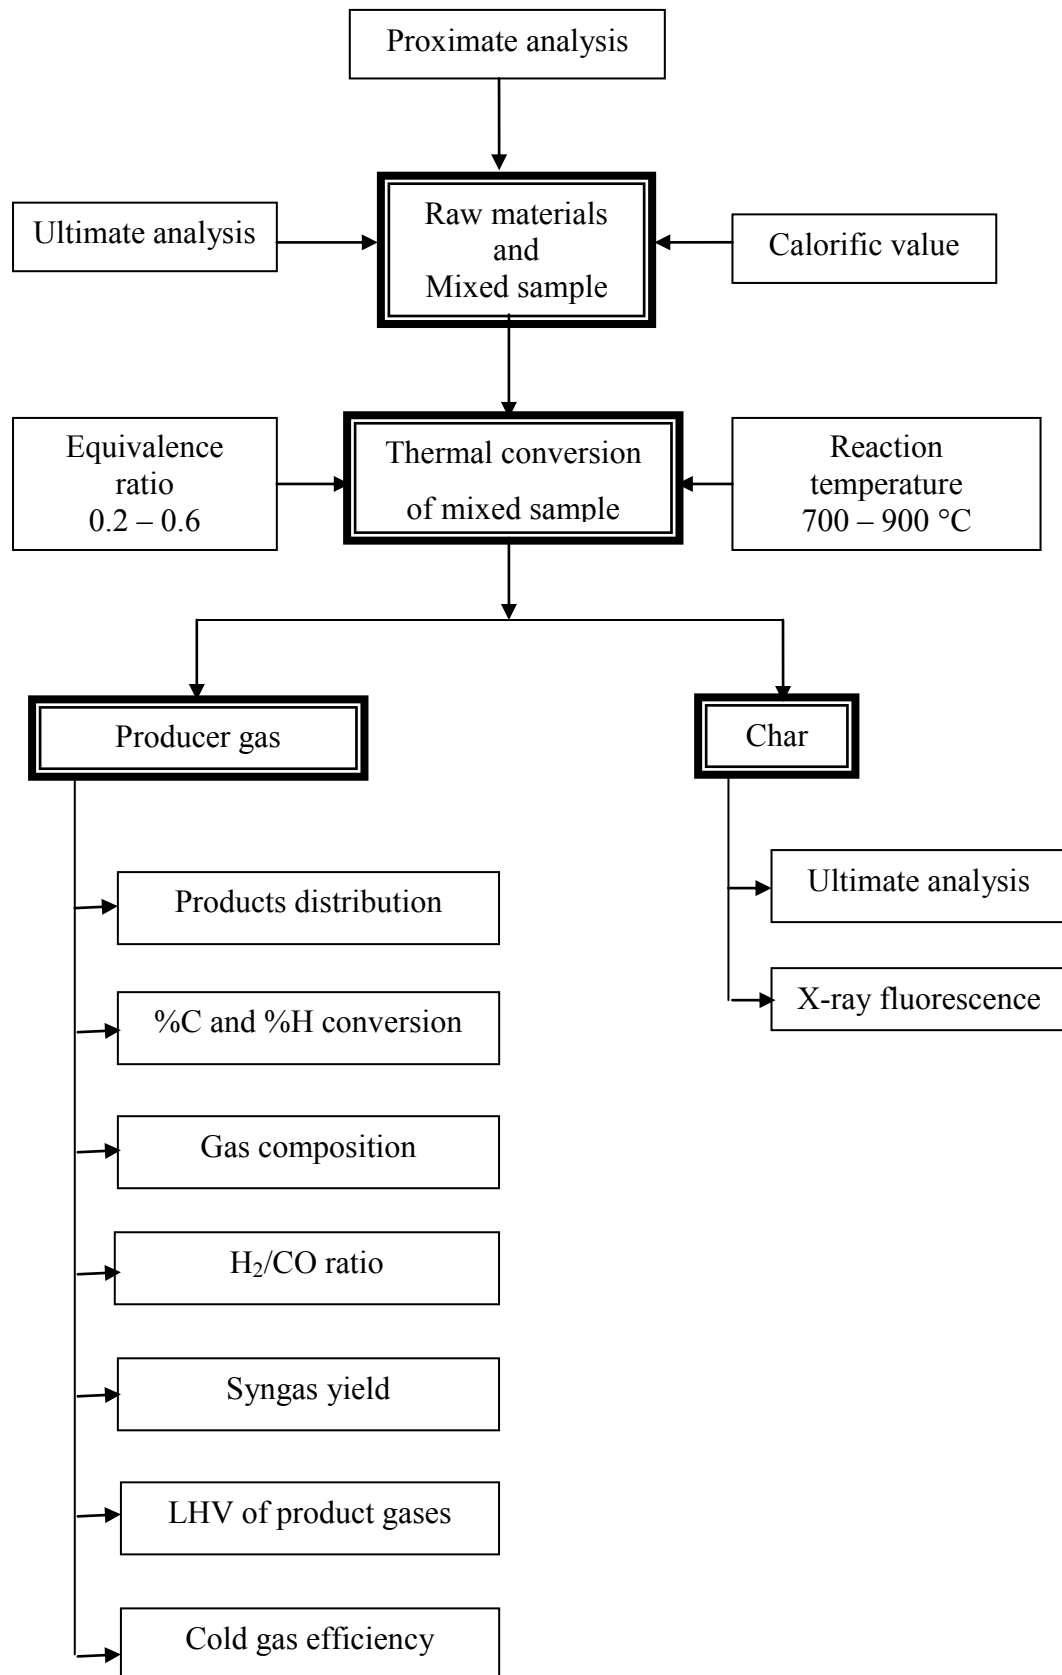 Proximate analysis
Ultimate analysis
Raw materials
and
Mixed sample
Calorific value
Equivalence
ratio
0.2 – 0.6
Thermal conversion
of mixed sample
Reaction
temperature
700 – 900 °C
Producer gas
Char
Products distribution
%C and %H conversion
Gas composition
H₂/CO ratio
Syngas yield
LHV of product gases
Cold gas efficiency
Ultimate analysis
X-ray fluorescence